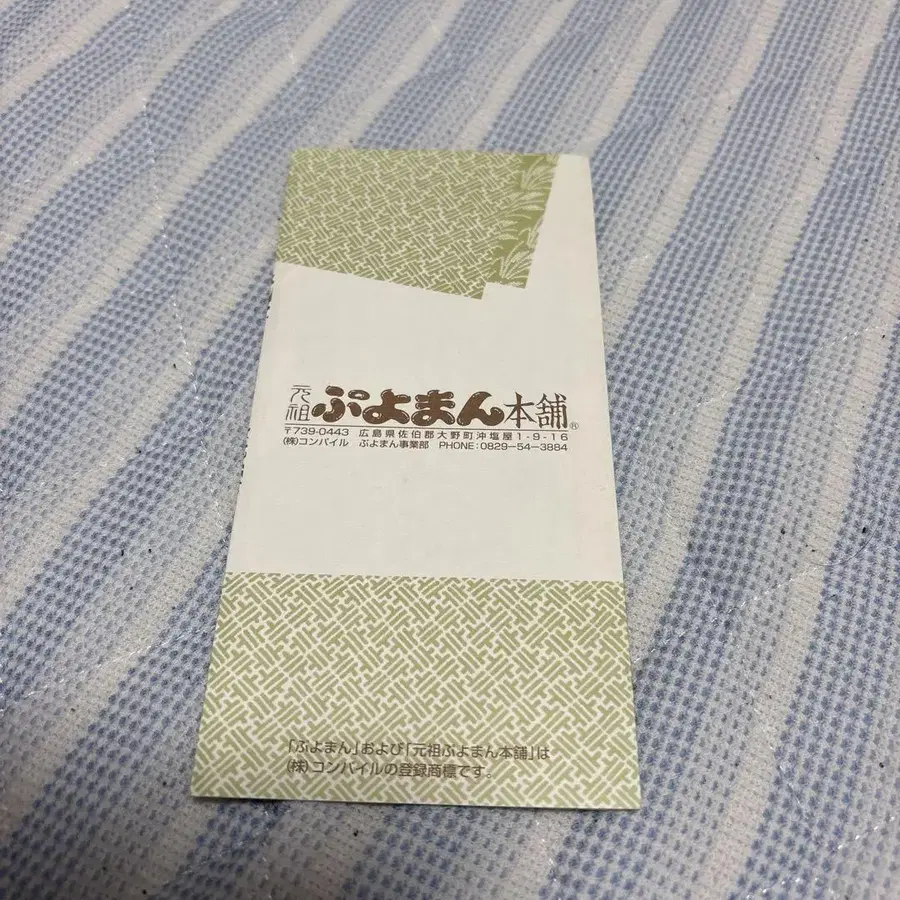 元祖ぷよまん本舗®
〒739-0443 広島県佐伯郡大野町沖塩屋1-9-16
(株)コンパイル ぷよまん事業部 PHONE:0829-54-3884
「ぷよまん」および「元祖ぷよまん本舗」は
(株)コンパイルの登録商標です。